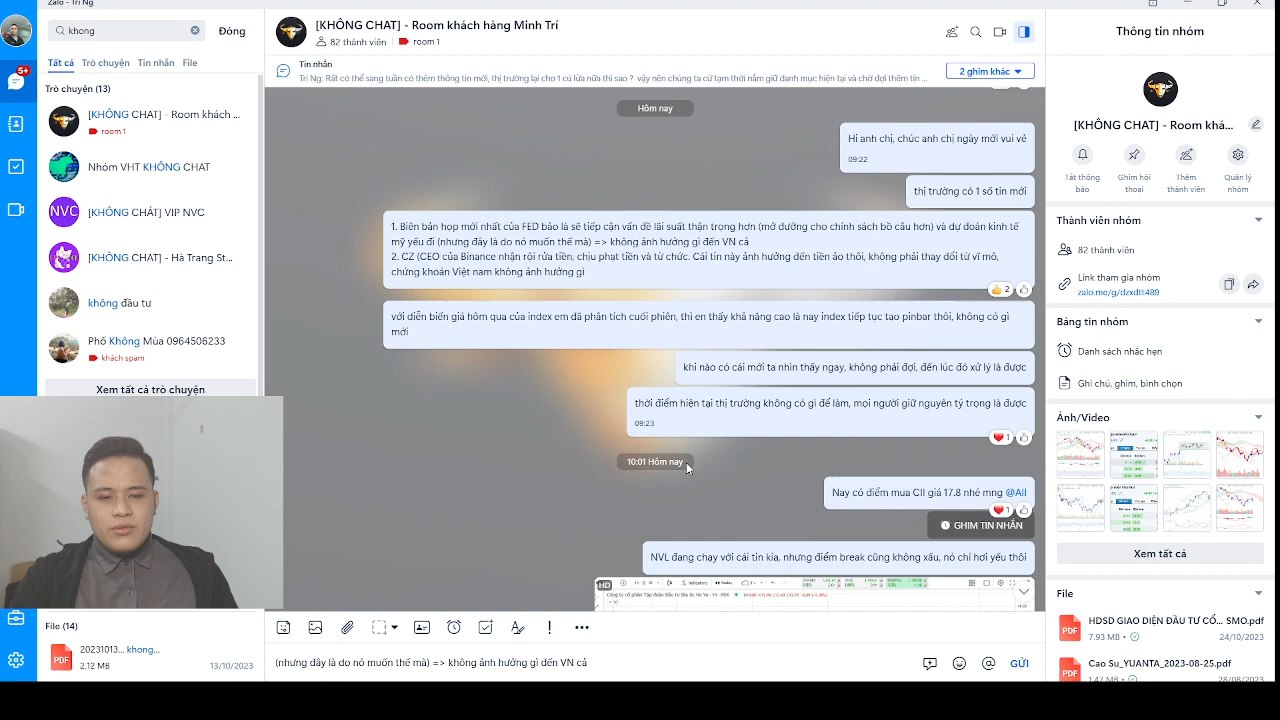 Zalo - Trí Ng
khong
Đóng
Tất cả Trò chuyện Tin nhắn File
Trò chuyện (13)
[KHÔNG CHAT] - Room khách ...
room 1
Nhóm VHT KHÔNG CHAT
NVC
[KHÔNG CHÁT] VIP NVC
[KHÔNG CHAT] - Hà Trang St...
không đầu tư
Phố Không Mùa 0964506233
khách spam
Xem tất cả trò chuyện
File (14)
20231013... khong...
PDF
2.12 MB
13/10/2023
5+
[KHÔNG CHAT] - Room khách hàng Minh Trí
82 thành viên
room 1
Tin nhắn
Trí Ng: Rất có thể sang tuần có thêm thông tin mới, thị trường lại cho 1 cú lừa nữa thì sao ? vậy nên chúng ta cứ tạm thời nắm giữ danh mục hiện tại và chờ đợi thêm tín ...
2 ghim khác
Hôm nay
Hi anh chị, chúc anh chị ngày mới vui vẻ
09:22
thị trường có 1 số tin mới
1. Biên bản họp mới nhất của FED bảo là sẽ tiếp cận vấn đề lãi suất thận trọng hơn (mở đường cho chính sách bồ câu hơn) và dự đoán kinh tế
mỹ yếu đi (nhưng đây là do nó muốn thế mà) => không ảnh hưởng gì đến VN cả
2. CZ (CEO của Binance nhận rồi rửa tiền, chịu phạt tiền và từ chức. Cái tin này ảnh hưởng đến tiền ảo thôi, không phải thay đổi từ vĩ mô,
chứng khoán Việt nam không ảnh hưởng gì
2
với diễn biến giá hôm qua của index em đã phân tích cuối phiên, thì en thấy khả năng cao là nay index tiếp tục tạo pinbar thôi, không có gì
mới
khi nào có cái mới ta nhìn thấy ngay, không phải đợi, đến lúc đó xử lý là được
thời điểm hiện tại thị trường không có gì để làm, mọi người giữ nguyên tỷ trọng là được
09:23
1
10:01 Hôm nay
Nay có điểm mua CII giá 17.8 nhé mng @All
1
GHIM TIN NHẮN
NVL đang chạy với cái tin kia, nhưng điểm break cũng không xấu, nó chỉ hơi yếu thôi
HD
Indicators
(nhưng đây là do nó muốn thế mà) => không ảnh hưởng gì đến VN cả
GỬI
Thông tin nhóm
[KHÔNG CHAT] - Room khá...
Tắt thông
báo
Ghim hội
thoại
Thêm
thành viên
Quản lý
nhóm
Thành viên nhóm
82 thành viên
Link tham gia nhóm
zalo.me/g/dzxdtt489
Bảng tin nhóm
Danh sách nhắc hẹn
Ghi chú, ghim, bình chọn
Ảnh/Video
Xem tất cả
File
PDF
HDSD GIAO DIỆN ĐẦU TƯ CỔ... SMO.pdf
7.93 MB
24/10/2023
PDF
Cao Su_YUANTA_2023-08-25.pdf
1.47 MB
28/08/2023